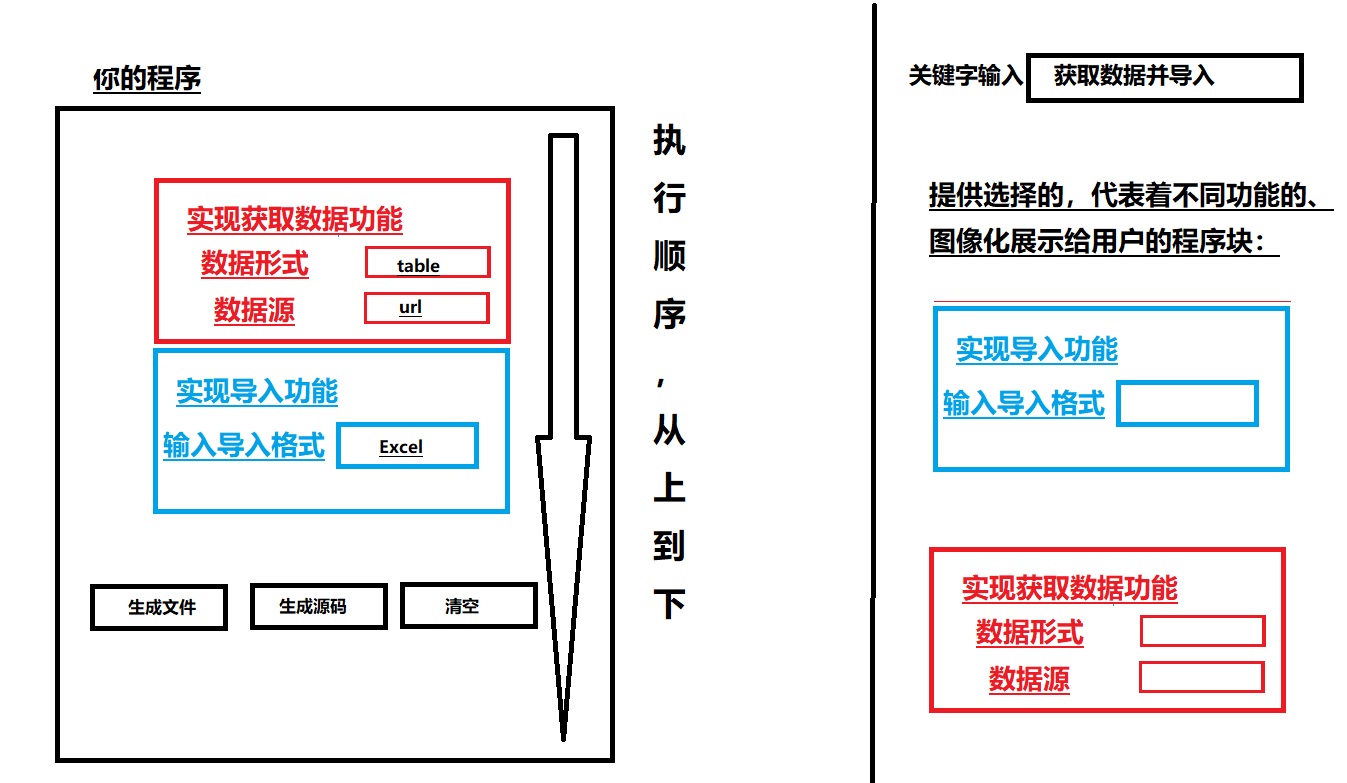 你的程序
实现获取数据功能
数据形式 table
数据源 url
实现导入功能
输入导入格式 Excel
生成文件 生成源码 清空
执行顺序，从上到下
关键字输入 获取数据并导入
提供选择的，代表着不同功能的、
图像化展示给用户的程序块：
实现导入功能
输入导入格式
实现获取数据功能
数据形式
数据源